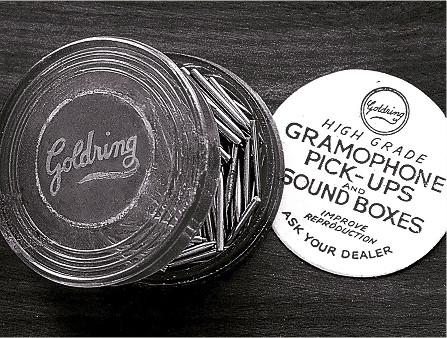 Goldring
Goldring
HIGH GRADE
GRAMOPHONE
PICK-UPS
AND
SOUND BOXES
IMPROVE
REPRODUCTION
ASK YOUR DEALER